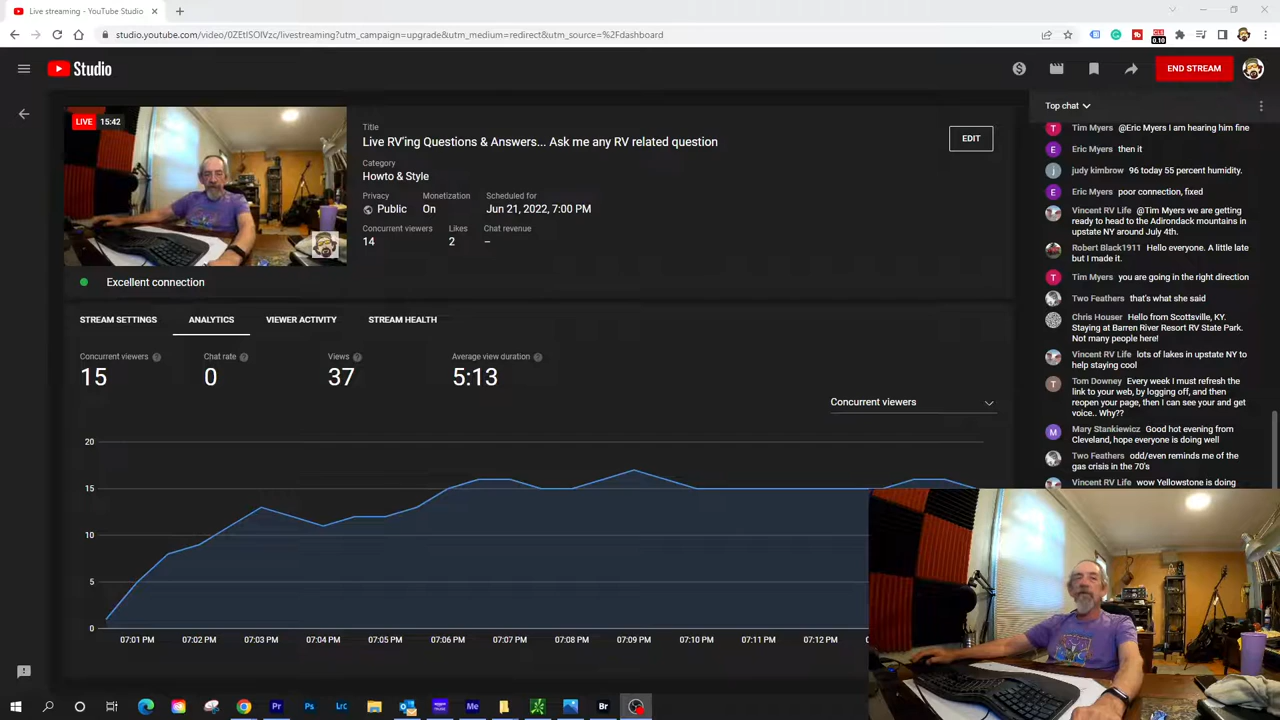 Live streaming - YouTube Studio
studio.youtube.com/video/0ZEtlSOlVzc/livestreaming?utm_campaign=upgrade&utm_medium=redirect&utm_source=%2Fdashboard
0.10
Studio
END STREAM
LIVE 15:42
Title
Live RV'ing Questions & Answers... Ask me any RV related question
EDIT
Category
Howto & Style
Privacy Monetization Scheduled for
Public On Jun 21, 2022, 7:00 PM
Concurrent viewers Likes Chat revenue
14 2 –
Excellent connection
STREAM SETTINGS ANALYTICS VIEWER ACTIVITY STREAM HEALTH
Concurrent viewers Chat rate Views Average view duration
15 0 37 5:13
Concurrent viewers
20
15
10
5
0
07:01 PM 07:02 PM 07:03 PM 07:04 PM 07:05 PM 07:06 PM 07:07 PM 07:08 PM 07:09 PM 07:10 PM 07:11 PM 07:12 PM
Top chat
Tim Myers @Eric Myers I am hearing him fine
Eric Myers then it
judy kimbrow 96 today 55 percent humidity.
Eric Myers poor connection, fixed
Vincent RV Life @Tim Myers we are getting
ready to head to the Adirondack mountains in
upstate NY around July 4th.
Robert Black1911 Hello everyone. A little late
but I made it.
Tim Myers you are going in the right direction
Two Feathers that's what she said
Chris Houser Hello from Scottsville, KY.
Staying at Barren River Resort RV State Park.
Not many people here!
Vincent RV Life lots of lakes in upstate NY to
help staying cool
Tom Downey Every week I must refresh the
link to your web, by logging off, and then
reopen your page, then I can see your and get
voice.. Why??
Mary Stankiewicz Good hot evening from
Cleveland, hope everyone is doing well
Two Feathers odd/even reminds me of the
gas crisis in the 70's
Vincent RV Life wow Yellowstone is doing
Pr Ps Lrc Me Br